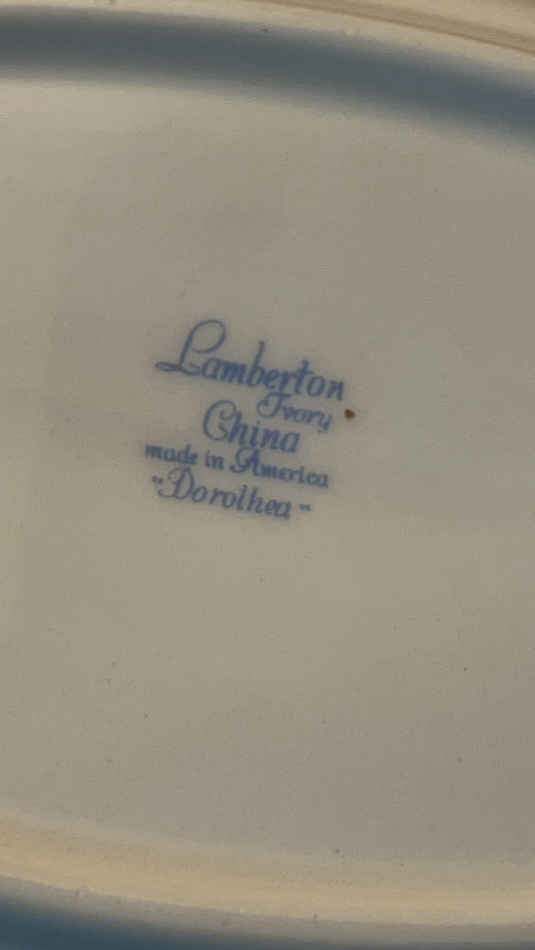 Lamberton
Ivory
China
made in America
"Dorothea"